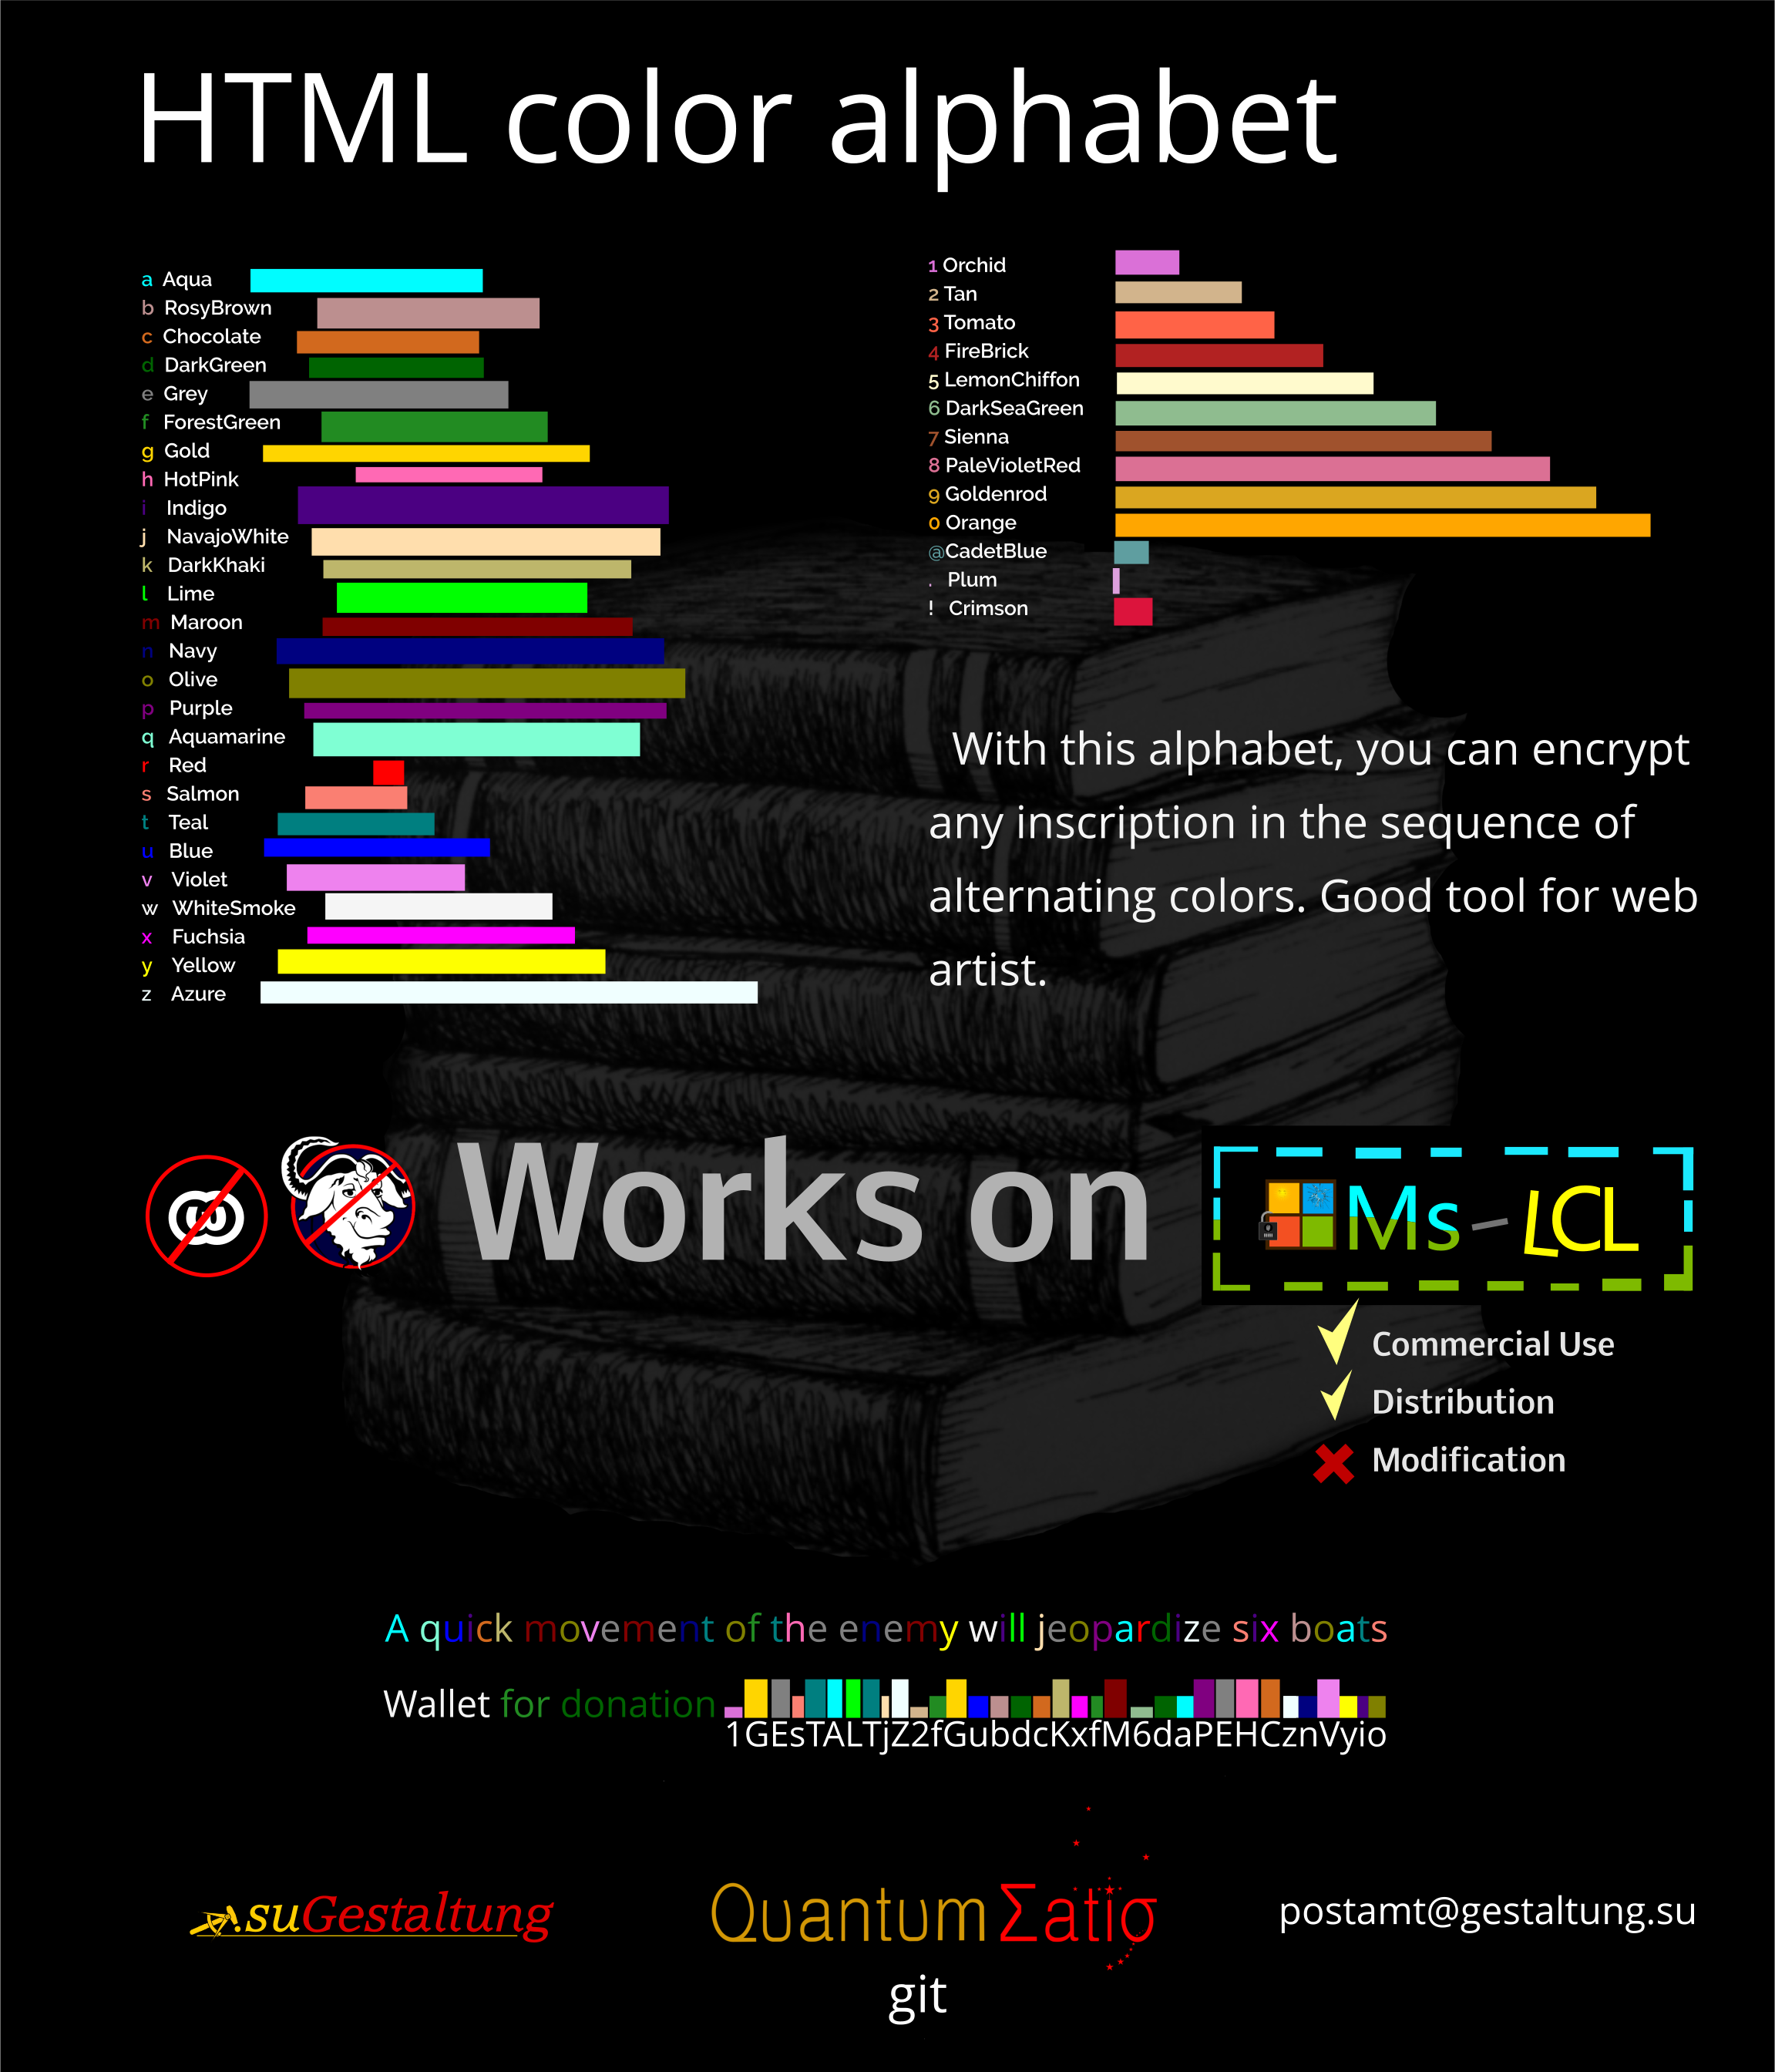 HTML color alphabet
a Aqua
b RosyBrown
c Chocolate
d DarkGreen
e Grey
f ForestGreen
g Gold
h HotPink
i Indigo
j NavajoWhite
k DarkKhaki
l Lime
m Maroon
n Navy
o Olive
p Purple
q Aquamarine
r Red
s Salmon
t Teal
u Blue
v Violet
w WhiteSmoke
x Fuchsia
y Yellow
z Azure
1 Orchid
2 Tan
3 Tomato
4 FireBrick
5 LemonChiffon
6 DarkSeaGreen
7 Sienna
8 PaleVioletRed
9 Goldenrod
0 Orange
@CadetBlue
. Plum
! Crimson
With this alphabet, you can encrypt
any inscription in the sequence of
alternating colors. Good tool for web
artist.
Works on
Ms-LCL
Commercial Use
Distribution
Modification
A quick movement of the enemy will jeopardize six boats
Wallet for donation
1GEsTALTjZ2fGubdcKxfM6daPEHCznVyio
.suGestaltung
Quantum Σatiσ
postamt@gestaltung.su
git